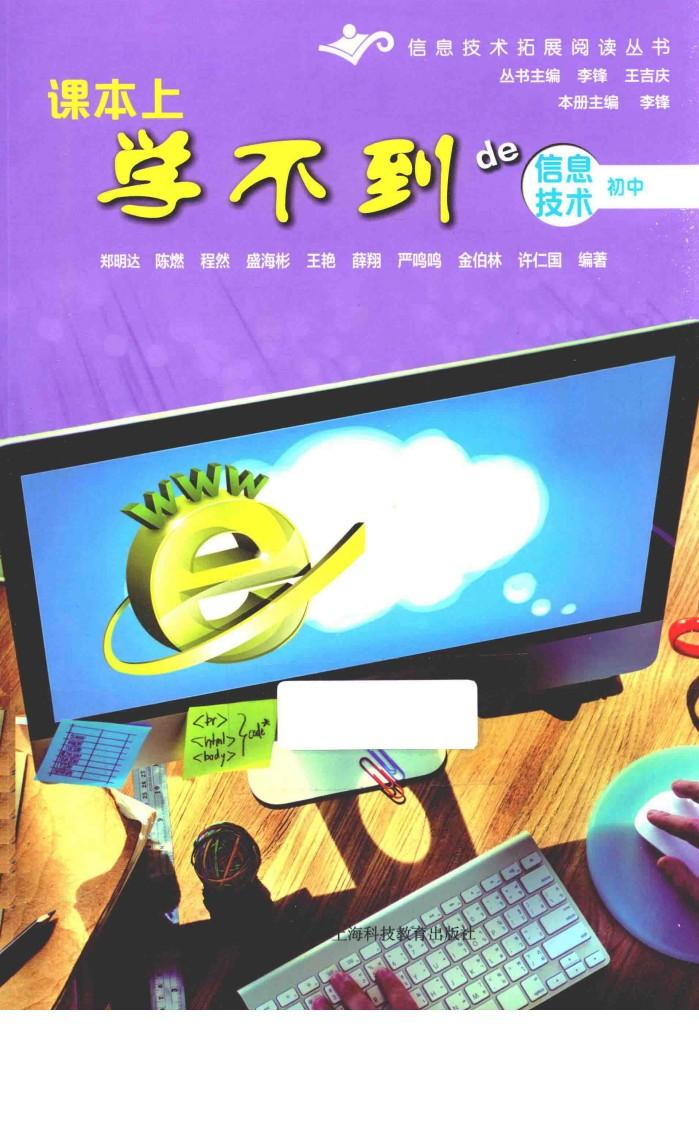 信息技术拓展阅读丛书
丛书主编 李锋 王吉庆
本册主编 李锋
课本上
学不到de信息技术 初中
郑明达 陈燃 程然 盛海彬 王艳 薛翔 严鸣鸣 金伯林 许仁国 编著
WWW
e
<br>
<html> } code*
<body>
上海科技教育出版社